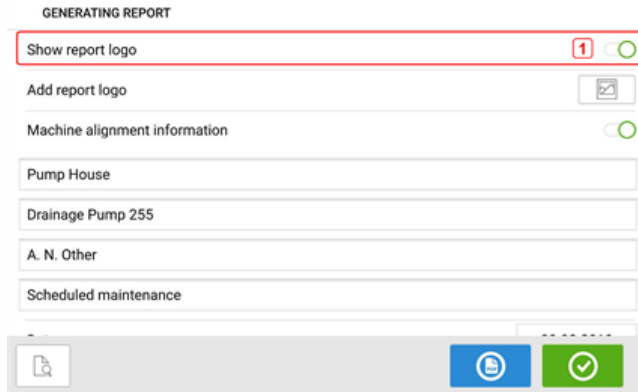 GENERATING REPORT
Show report logo 1
Add report logo
Machine alignment information
Pump House
Drainage Pump 255
A. N. Other
Scheduled maintenance